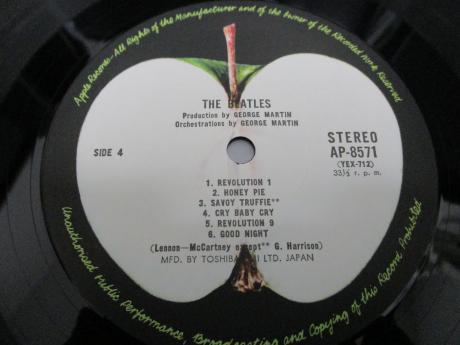 Apple Records-All Rights of the Manufacturer and of the Owner of the Recorded Work Reserved
THE BEATLES
Production by GEORGE MARTIN
Orchestrations by GEORGE MARTIN
SIDE 4
STEREO
AP-8571
(YEX-712)
33⅓ r. p. m.
1. REVOLUTION 1
2. HONEY PIE
3. SAVOY TRUFFIE**
4. CRY BABY CRY
5. REVOLUTION 9
6. GOOD NIGHT
(Lennon—McCartney except** G. Harrison)
MFD. BY TOSHIBA EMI LTD. JAPAN
Unauthorised Public Performance, Broadcasting and Copying of this Record Prohibited